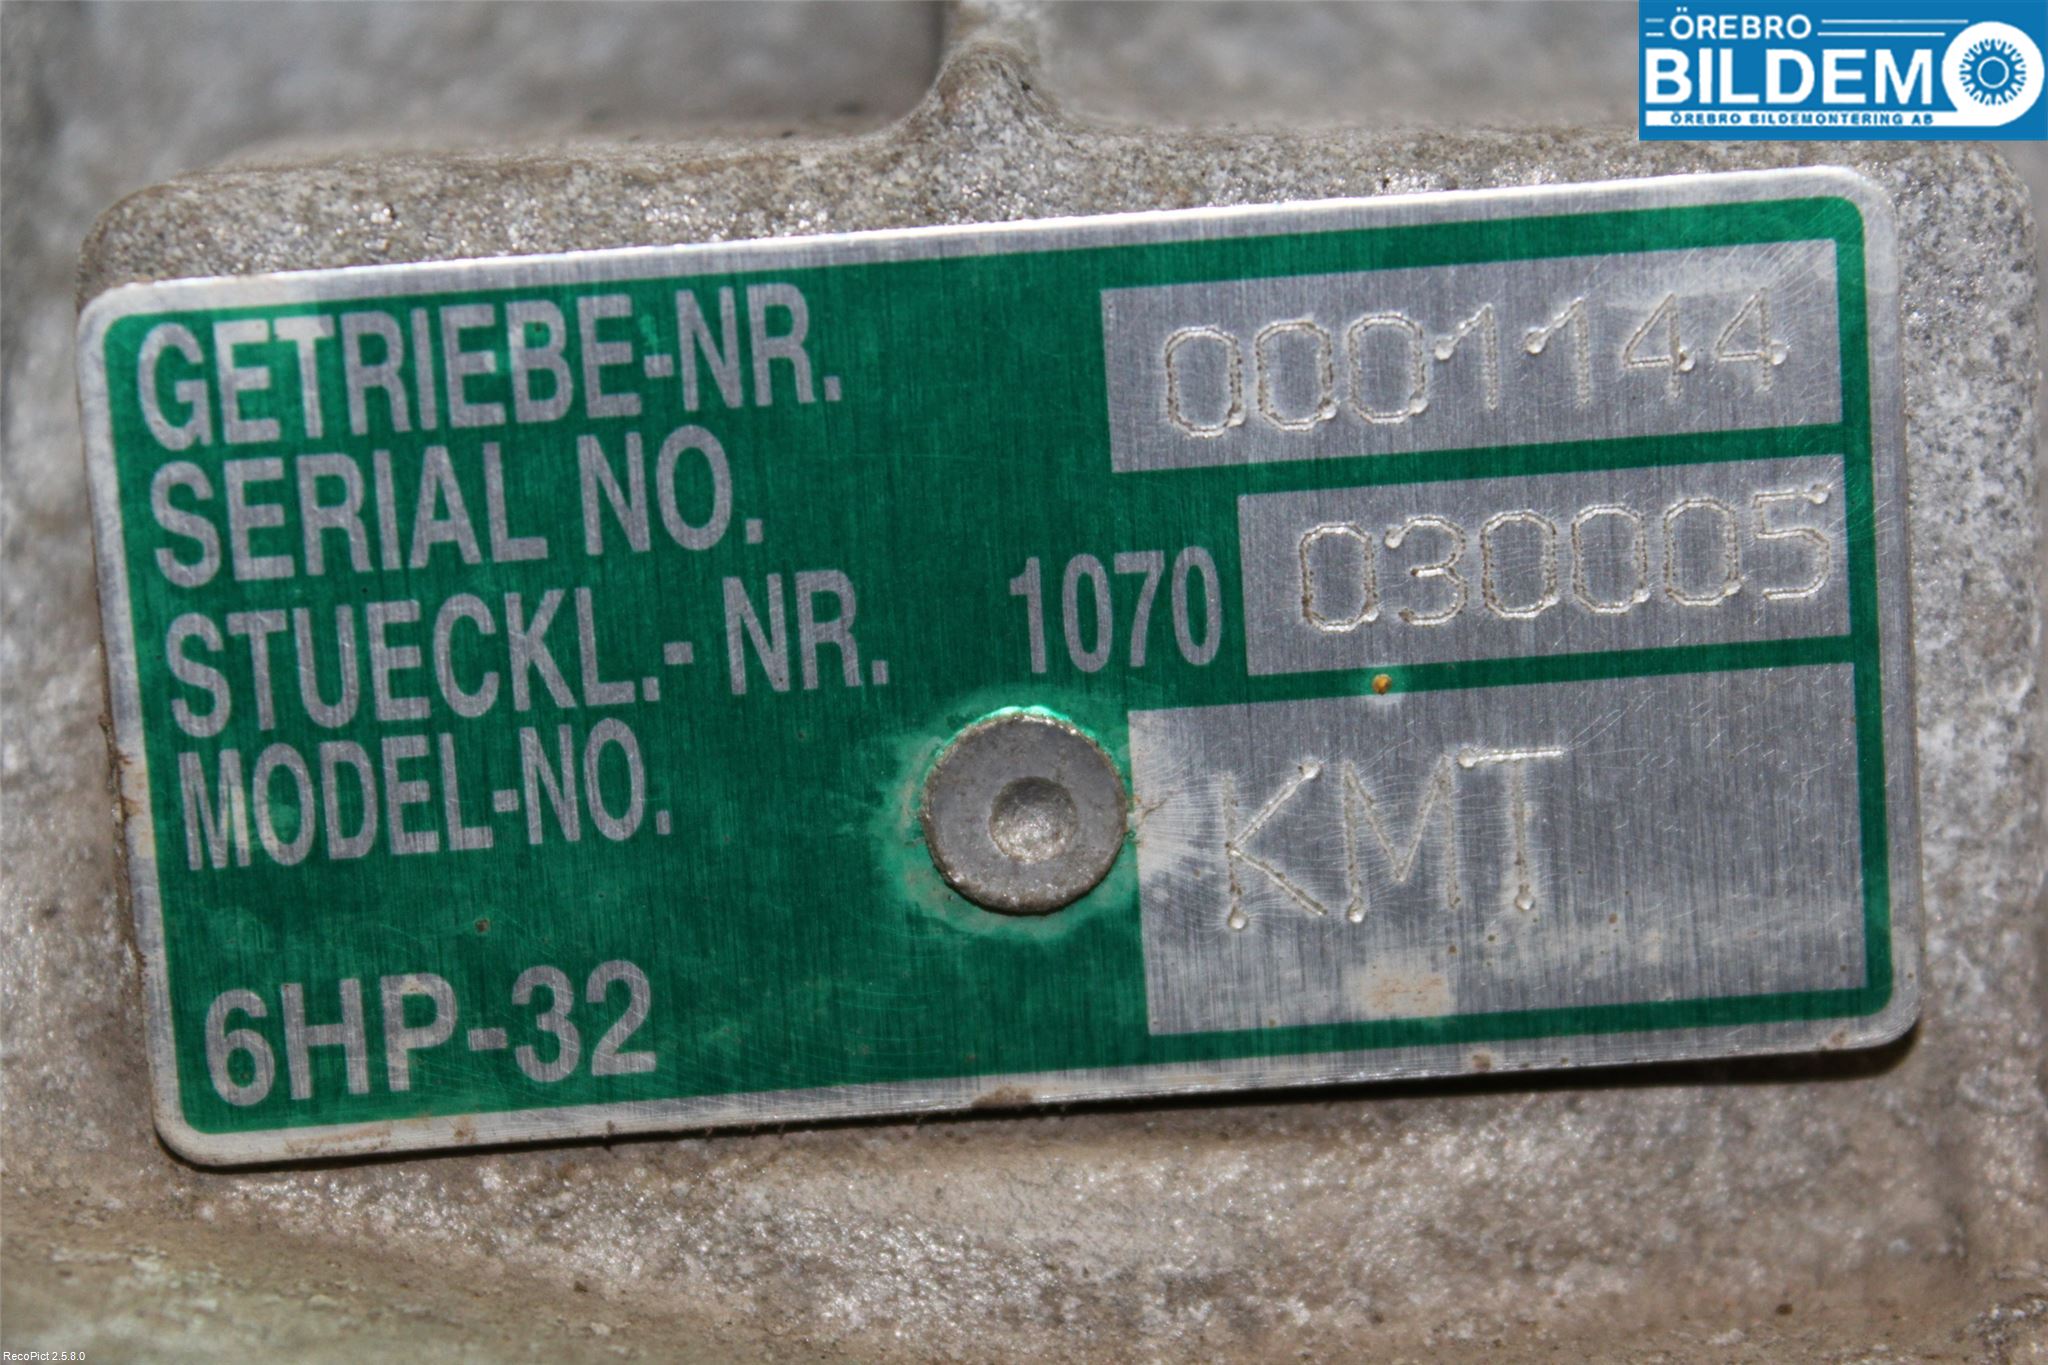 ÖREBRO
BILDEMO
ÖREBRO BILDEMONTERING AB
GETRIEBE-NR. 0001144
SERIAL NO.
STUECKL.- NR. 1070 030005
MODEL-NO.
KMT
6HP-32
RecoPict 2.5.8.0